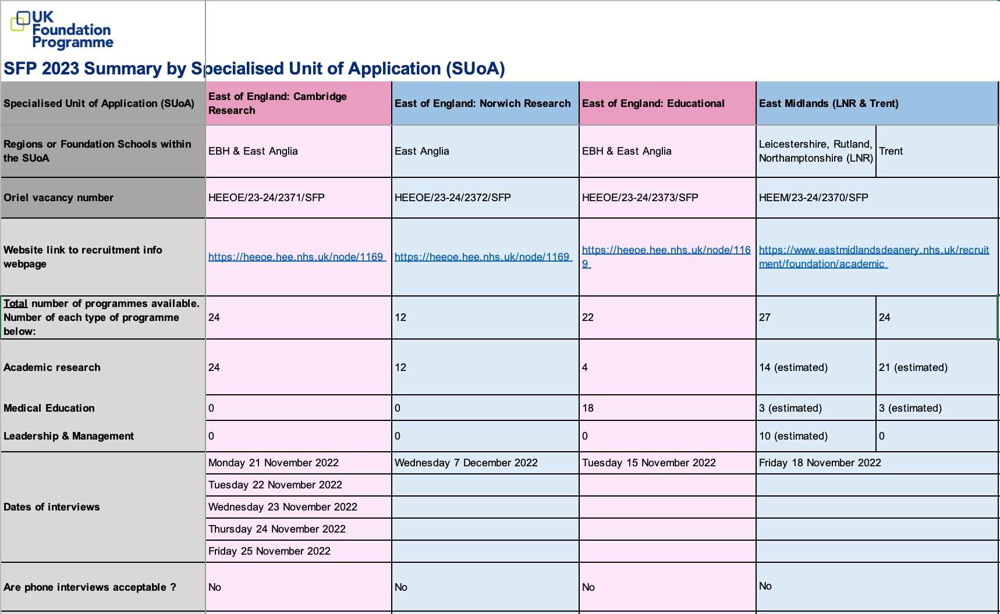 UK
Foundation
Programme
SFP 2023 Summary by Specialised Unit of Application (SUoA)
Specialised Unit of Application (SUoA)
East of England: Cambridge
Research
East of England: Norwich Research
East of England: Educational
East Midlands (LNR & Trent)
Regions or Foundation Schools within
the SUoA
EBH & East Anglia
East Anglia
EBH & East Anglia
Leicestershire, Rutland,
Northamptonshire (LNR)
Trent
Oriel vacancy number
HEEOE/23-24/2371/SFP
HEEOE/23-24/2372/SFP
HEEOE/23-24/2373/SFP
HEEM/23-24/2370/SFP
Website link to recruitment info
webpage
https://heeoe.hee.nhs.uk/node/1169
https://heeoe.hee.nhs.uk/node/1169
https://heeoe.hee.nhs.uk/node/116
9
https://www.eastmidlandsdeanery.nhs.uk/recruit
ment/foundation/academic
Total number of programmes available.
Number of each type of programme
below:
24
12
22
27
24
Academic research
24
12
4
14 (estimated)
21 (estimated)
Medical Education
0
0
18
3 (estimated)
3 (estimated)
Leadership & Management
0
0
0
10 (estimated)
0
Dates of interviews
Monday 21 November 2022
Wednesday 7 December 2022
Tuesday 15 November 2022
Friday 18 November 2022
Tuesday 22 November 2022
Wednesday 23 November 2022
Thursday 24 November 2022
Friday 25 November 2022
Are phone interviews acceptable ?
No
No
No
No